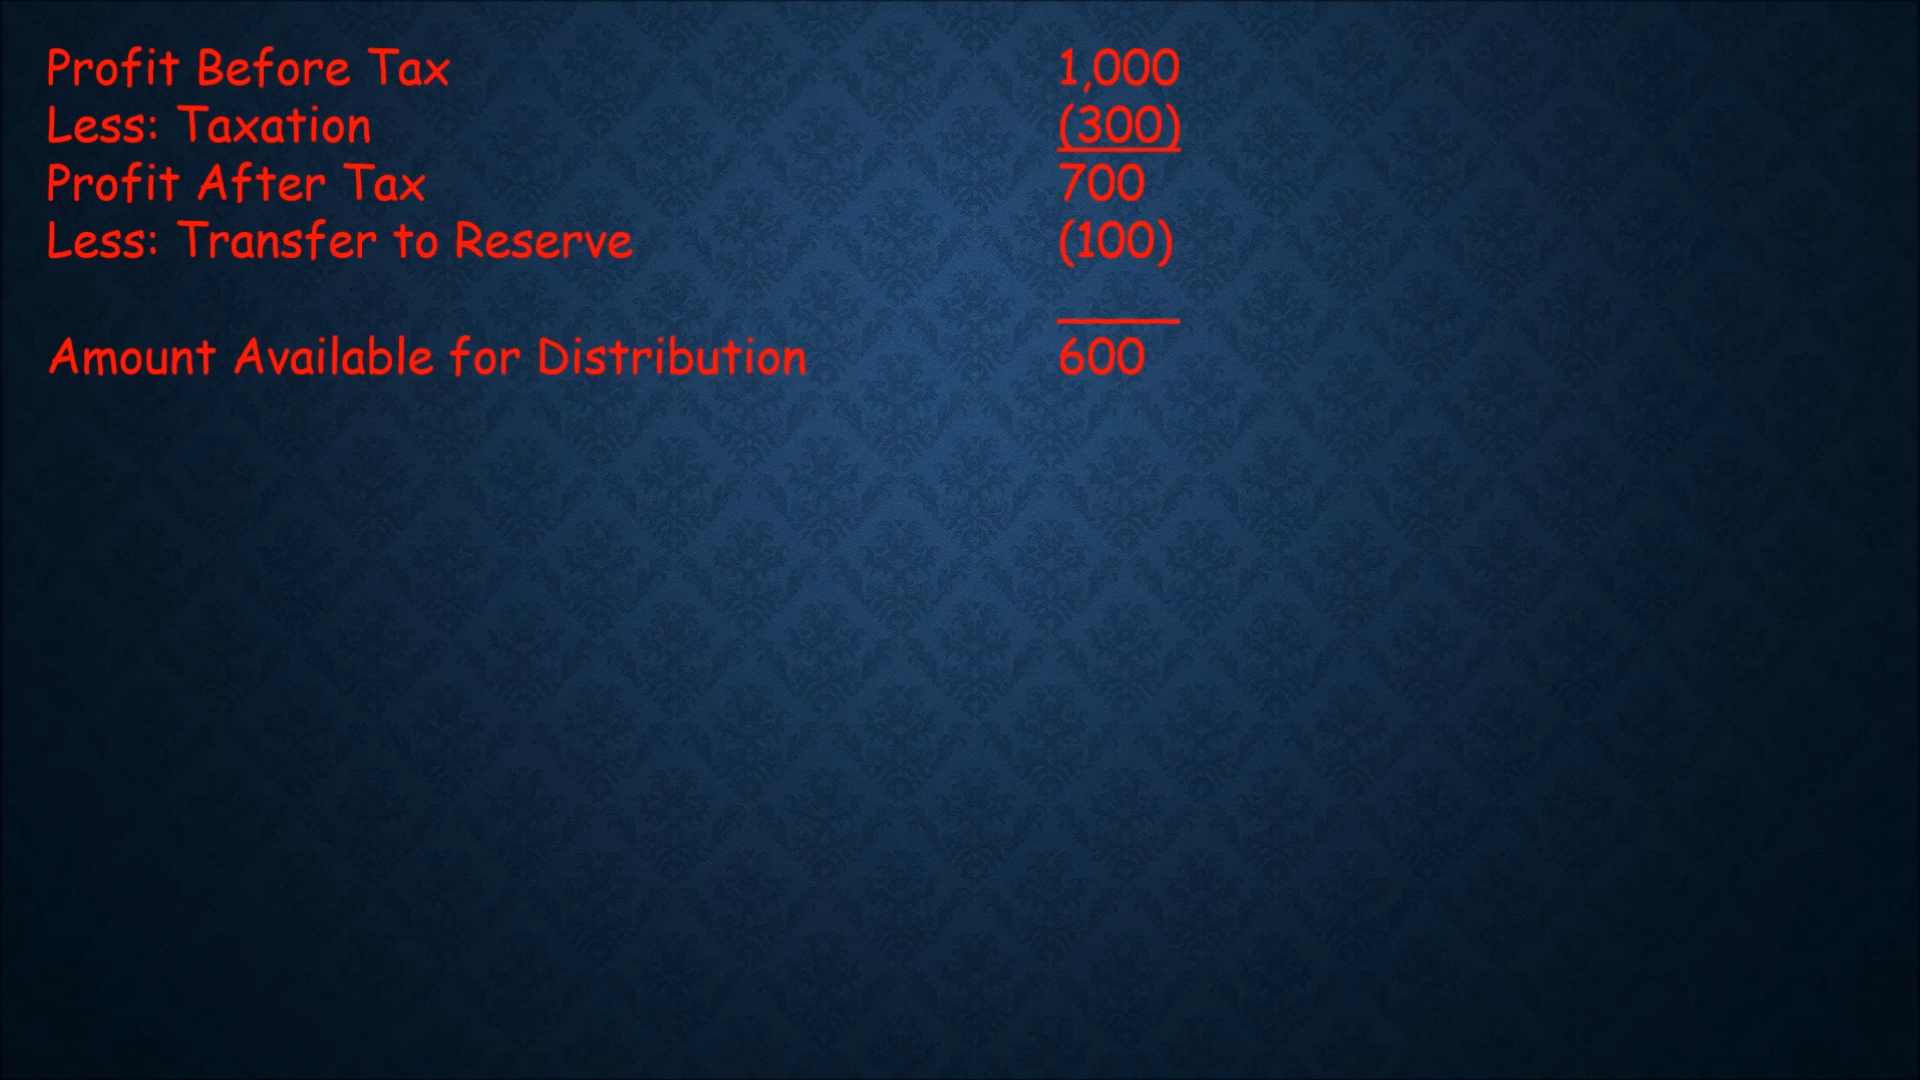 Profit Before Tax 1,000
Less: Taxation (300)
Profit After Tax 700
Less: Transfer to Reserve (100)
Amount Available for Distribution 600